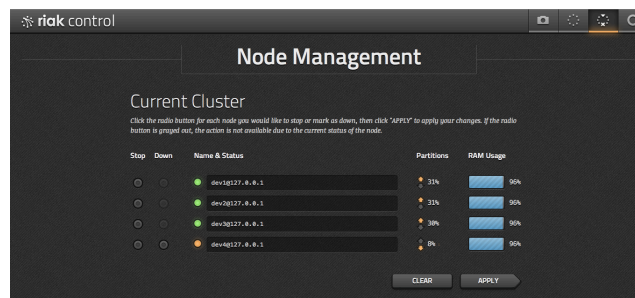 riak control
Node Management
Current Cluster
Click the radio button for each node you would like to stop or mark as down, then click "APPLY" to apply your changes. If the radio
button is grayed out, the action is not available due to the current status of the node.
Stop Down Name & Status Partitions RAM Usage
dev1@127.0.0.1 31% 96%
dev2@127.0.0.1 31% 96%
dev3@127.0.0.1 30% 96%
dev4@127.0.0.1 8% 96%
CLEAR APPLY